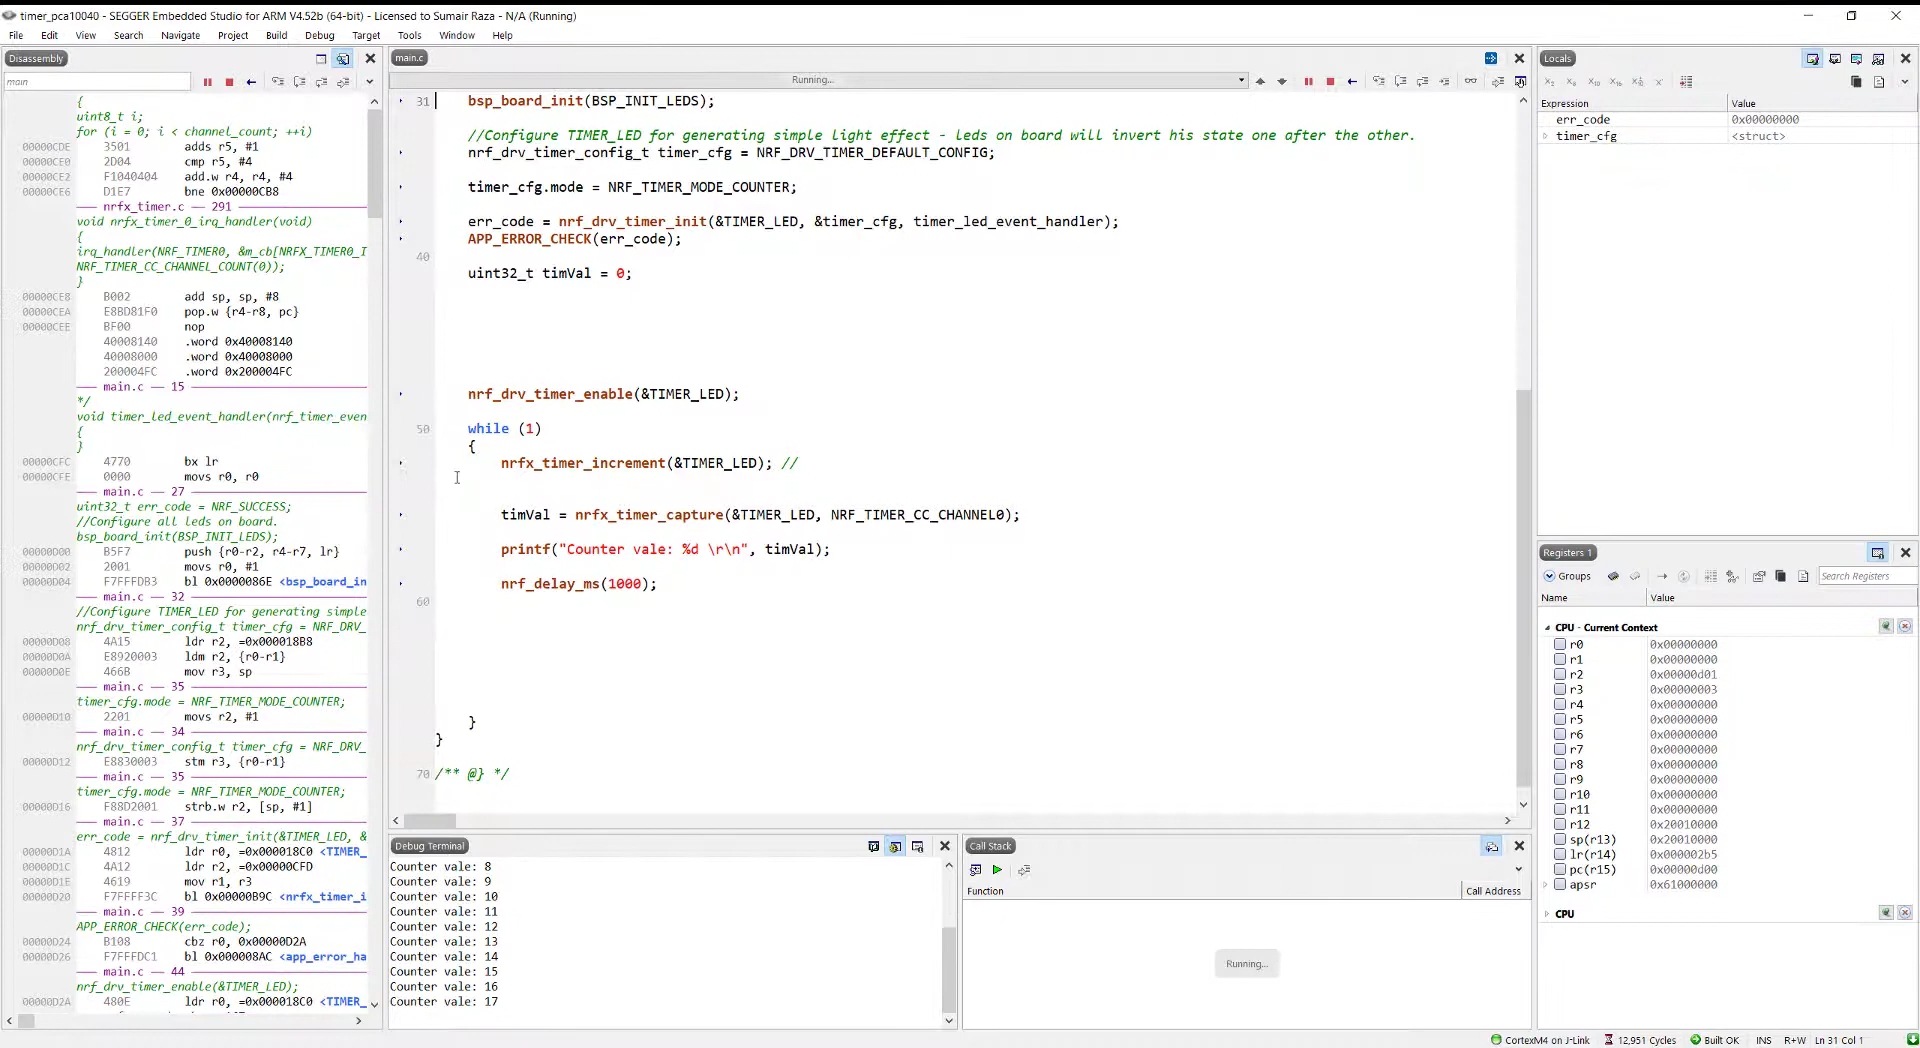 timer_pca10040 - SEGGER Embedded Studio for ARM V4.52b (64-bit) - Licensed to Sumair Raza - N/A (Running)
File Edit View Search Navigate Project Build Debug Target Tools Window Help
Disassembly
main
{
uint8_t i;
for (i = 0; i < channel_count; ++i)
00000CDE 3501 adds r5, #1
00000CE0 2D04 cmp r5, #4
00000CE2 F1040404 add.w r4, r4, #4
00000CE6 D1E7 bne 0x00000CB8
nrfx_timer.c — 291
void nrfx_timer_0_irq_handler(void)
{
irq_handler(NRF_TIMER0, &m_cb[NRFX_TIMER0_I
NRF_TIMER_CC_CHANNEL_COUNT(0));
}
00000CE8 B002 add sp, sp, #8
00000CEA E8BD81F0 pop.w {r4-r8, pc}
00000CEE BF00 nop
40008140 .word 0x40008140
40008000 .word 0x40008000
200004FC .word 0x200004FC
main.c — 15
*/
void timer_led_event_handler(nrf_timer_even
{
}
00000CFC 4770 bx lr
00000CFE 0000 movs r0, r0
main.c — 27
uint32_t err_code = NRF_SUCCESS;
//Configure all leds on board.
bsp_board_init(BSP_INIT_LEDS);
00000D00 B5F7 push {r0-r2, r4-r7, lr}
00000D02 2001 movs r0, #1
00000D04 F7FFFDB3 bl 0x0000086E <bsp_board_in
main.c — 32
//Configure TIMER_LED for generating simple
nrf_drv_timer_config_t timer_cfg = NRF_DRV_
00000D08 4A15 ldr r2, =0x000018B8
00000D0A E8920003 ldm r2, {r0-r1}
00000D0E 466B mov r3, sp
main.c — 35
timer_cfg.mode = NRF_TIMER_MODE_COUNTER;
00000D10 2201 movs r2, #1
main.c — 34
nrf_drv_timer_config_t timer_cfg = NRF_DRV_
00000D12 E8830003 stm r3, {r0-r1}
main.c — 35
timer_cfg.mode = NRF_TIMER_MODE_COUNTER;
00000D16 F88D2001 strb.w r2, [sp, #1]
main.c — 37
err_code = nrf_drv_timer_init(&TIMER_LED, &
00000D1A 4812 ldr r0, =0x000018C0 <TIMER_
00000D1C 4A12 ldr r2, =0x00000CFD
00000D1E 4619 mov r1, r3
00000D20 F7FFFF3C bl 0x00000B9C <nrfx_timer_i
main.c — 39
APP_ERROR_CHECK(err_code);
00000D24 B108 cbz r0, 0x00000D2A
00000D26 F7FFFDC1 bl 0x000008AC <app_error_ha
main.c — 44
nrf_drv_timer_enable(&TIMER_LED);
00000D2A 480E ldr r0, =0x000018C0 <TIMER_
main.c
Running...
31 bsp_board_init(BSP_INIT_LEDS);
//Configure TIMER_LED for generating simple light effect - leds on board will invert his state one after the other.
nrf_drv_timer_config_t timer_cfg = NRF_DRV_TIMER_DEFAULT_CONFIG;
timer_cfg.mode = NRF_TIMER_MODE_COUNTER;
err_code = nrf_drv_timer_init(&TIMER_LED, &timer_cfg, timer_led_event_handler);
APP_ERROR_CHECK(err_code);
40
uint32_t timVal = 0;
nrf_drv_timer_enable(&TIMER_LED);
50 while (1)
{
nrfx_timer_increment(&TIMER_LED); //
timVal = nrfx_timer_capture(&TIMER_LED, NRF_TIMER_CC_CHANNEL0);
printf("Counter vale: %d \r\n", timVal);
nrf_delay_ms(1000);
60
}
}
70 /** @} */
Debug Terminal
Counter vale: 8
Counter vale: 9
Counter vale: 10
Counter vale: 11
Counter vale: 12
Counter vale: 13
Counter vale: 14
Counter vale: 15
Counter vale: 16
Counter vale: 17
Call Stack
Function Call Address
Running...
Locals
Expression Value
err_code 0x00000000
timer_cfg <struct>
Registers 1
Groups Search Registers
Name Value
CPU - Current Context
r0 0x00000000
r1 0x00000000
r2 0x00000d01
r3 0x00000003
r4 0x00000000
r5 0x00000000
r6 0x00000000
r7 0x00000000
r8 0x00000000
r9 0x00000000
r10 0x00000000
r11 0x00000000
r12 0x20010000
sp(r13) 0x20010000
lr(r14) 0x000002b5
pc(r15) 0x00000d00
apsr 0x61000000
CPU
CortexM4 on J-Link 12,951 Cycles Built OK INS R+W Ln 31 Col 1